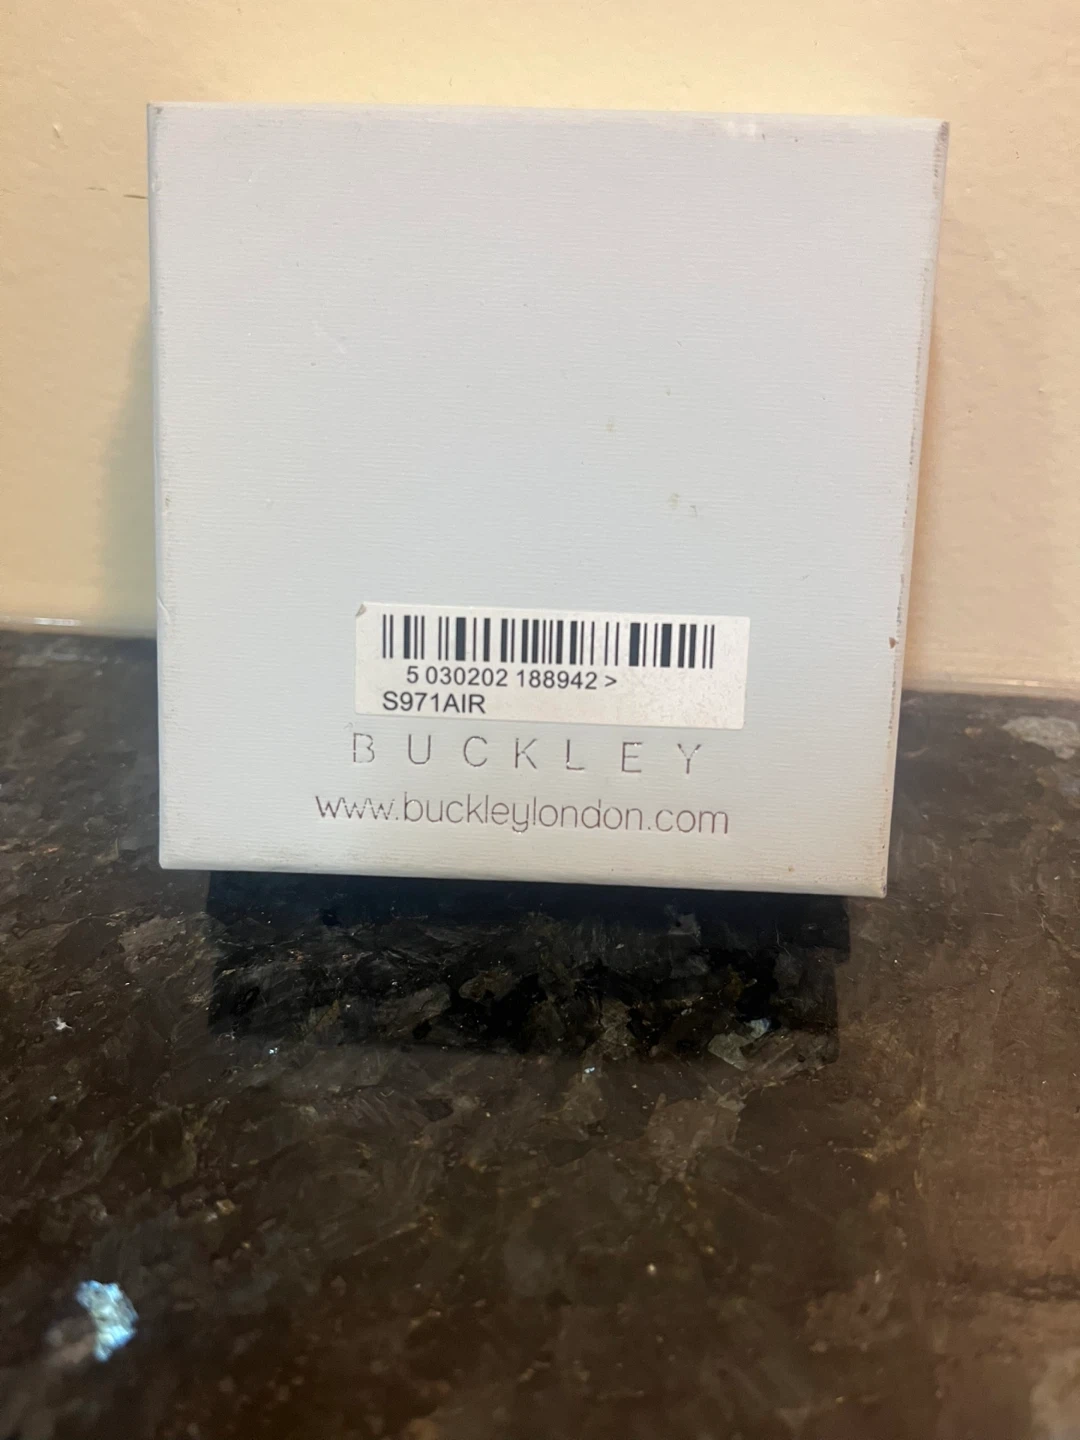 5 030202 188942 >
S971AIR
BUCKLEY
www.buckleylondon.com